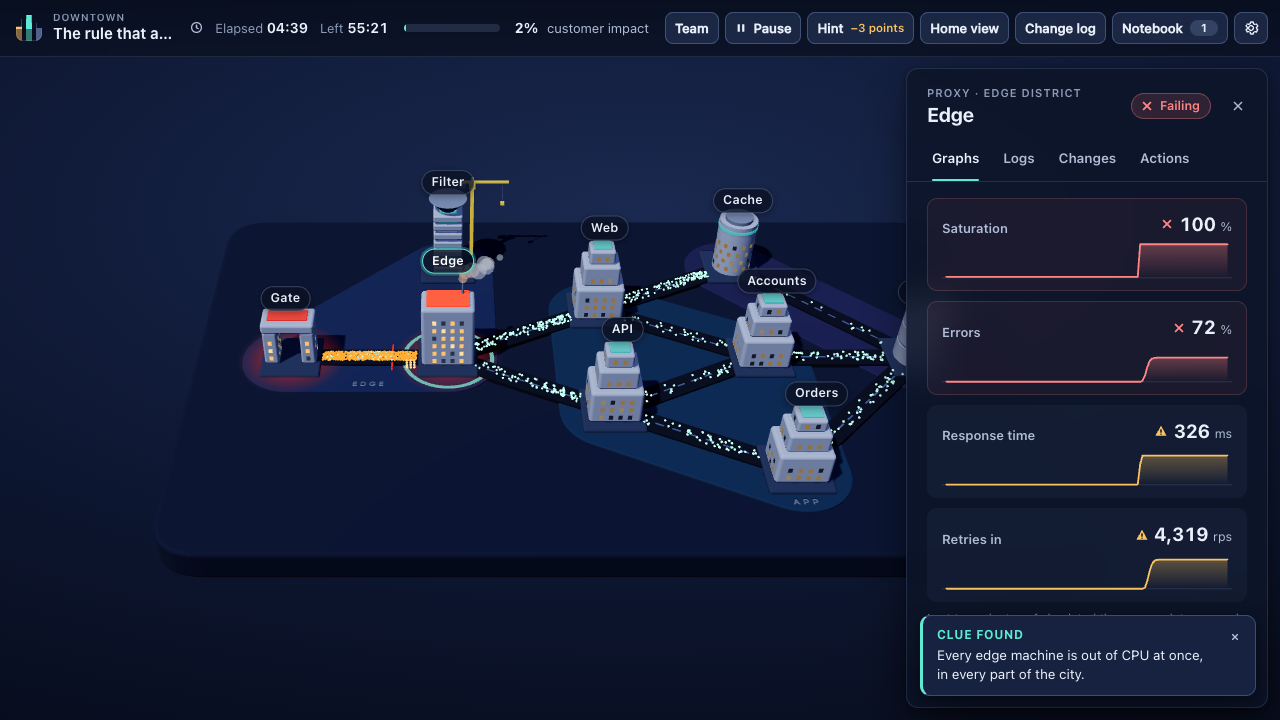 DOWNTOWN
The rule that a...
Elapsed 04:39
Left 55:21
2% customer impact
Team
Pause
Hint −3 points
Home view
Change log
Notebook 1
PROXY · EDGE DISTRICT
Edge
Failing
Graphs
Logs
Changes
Actions
Saturation
100 %
Errors
72 %
Response time
326 ms
Retries in
4,319 rps
CLUE FOUND
Every edge machine is out of CPU at once,
in every part of the city.
Filter
Edge
Gate
Web
Cache
API
Accounts
Orders
EDGE
APP